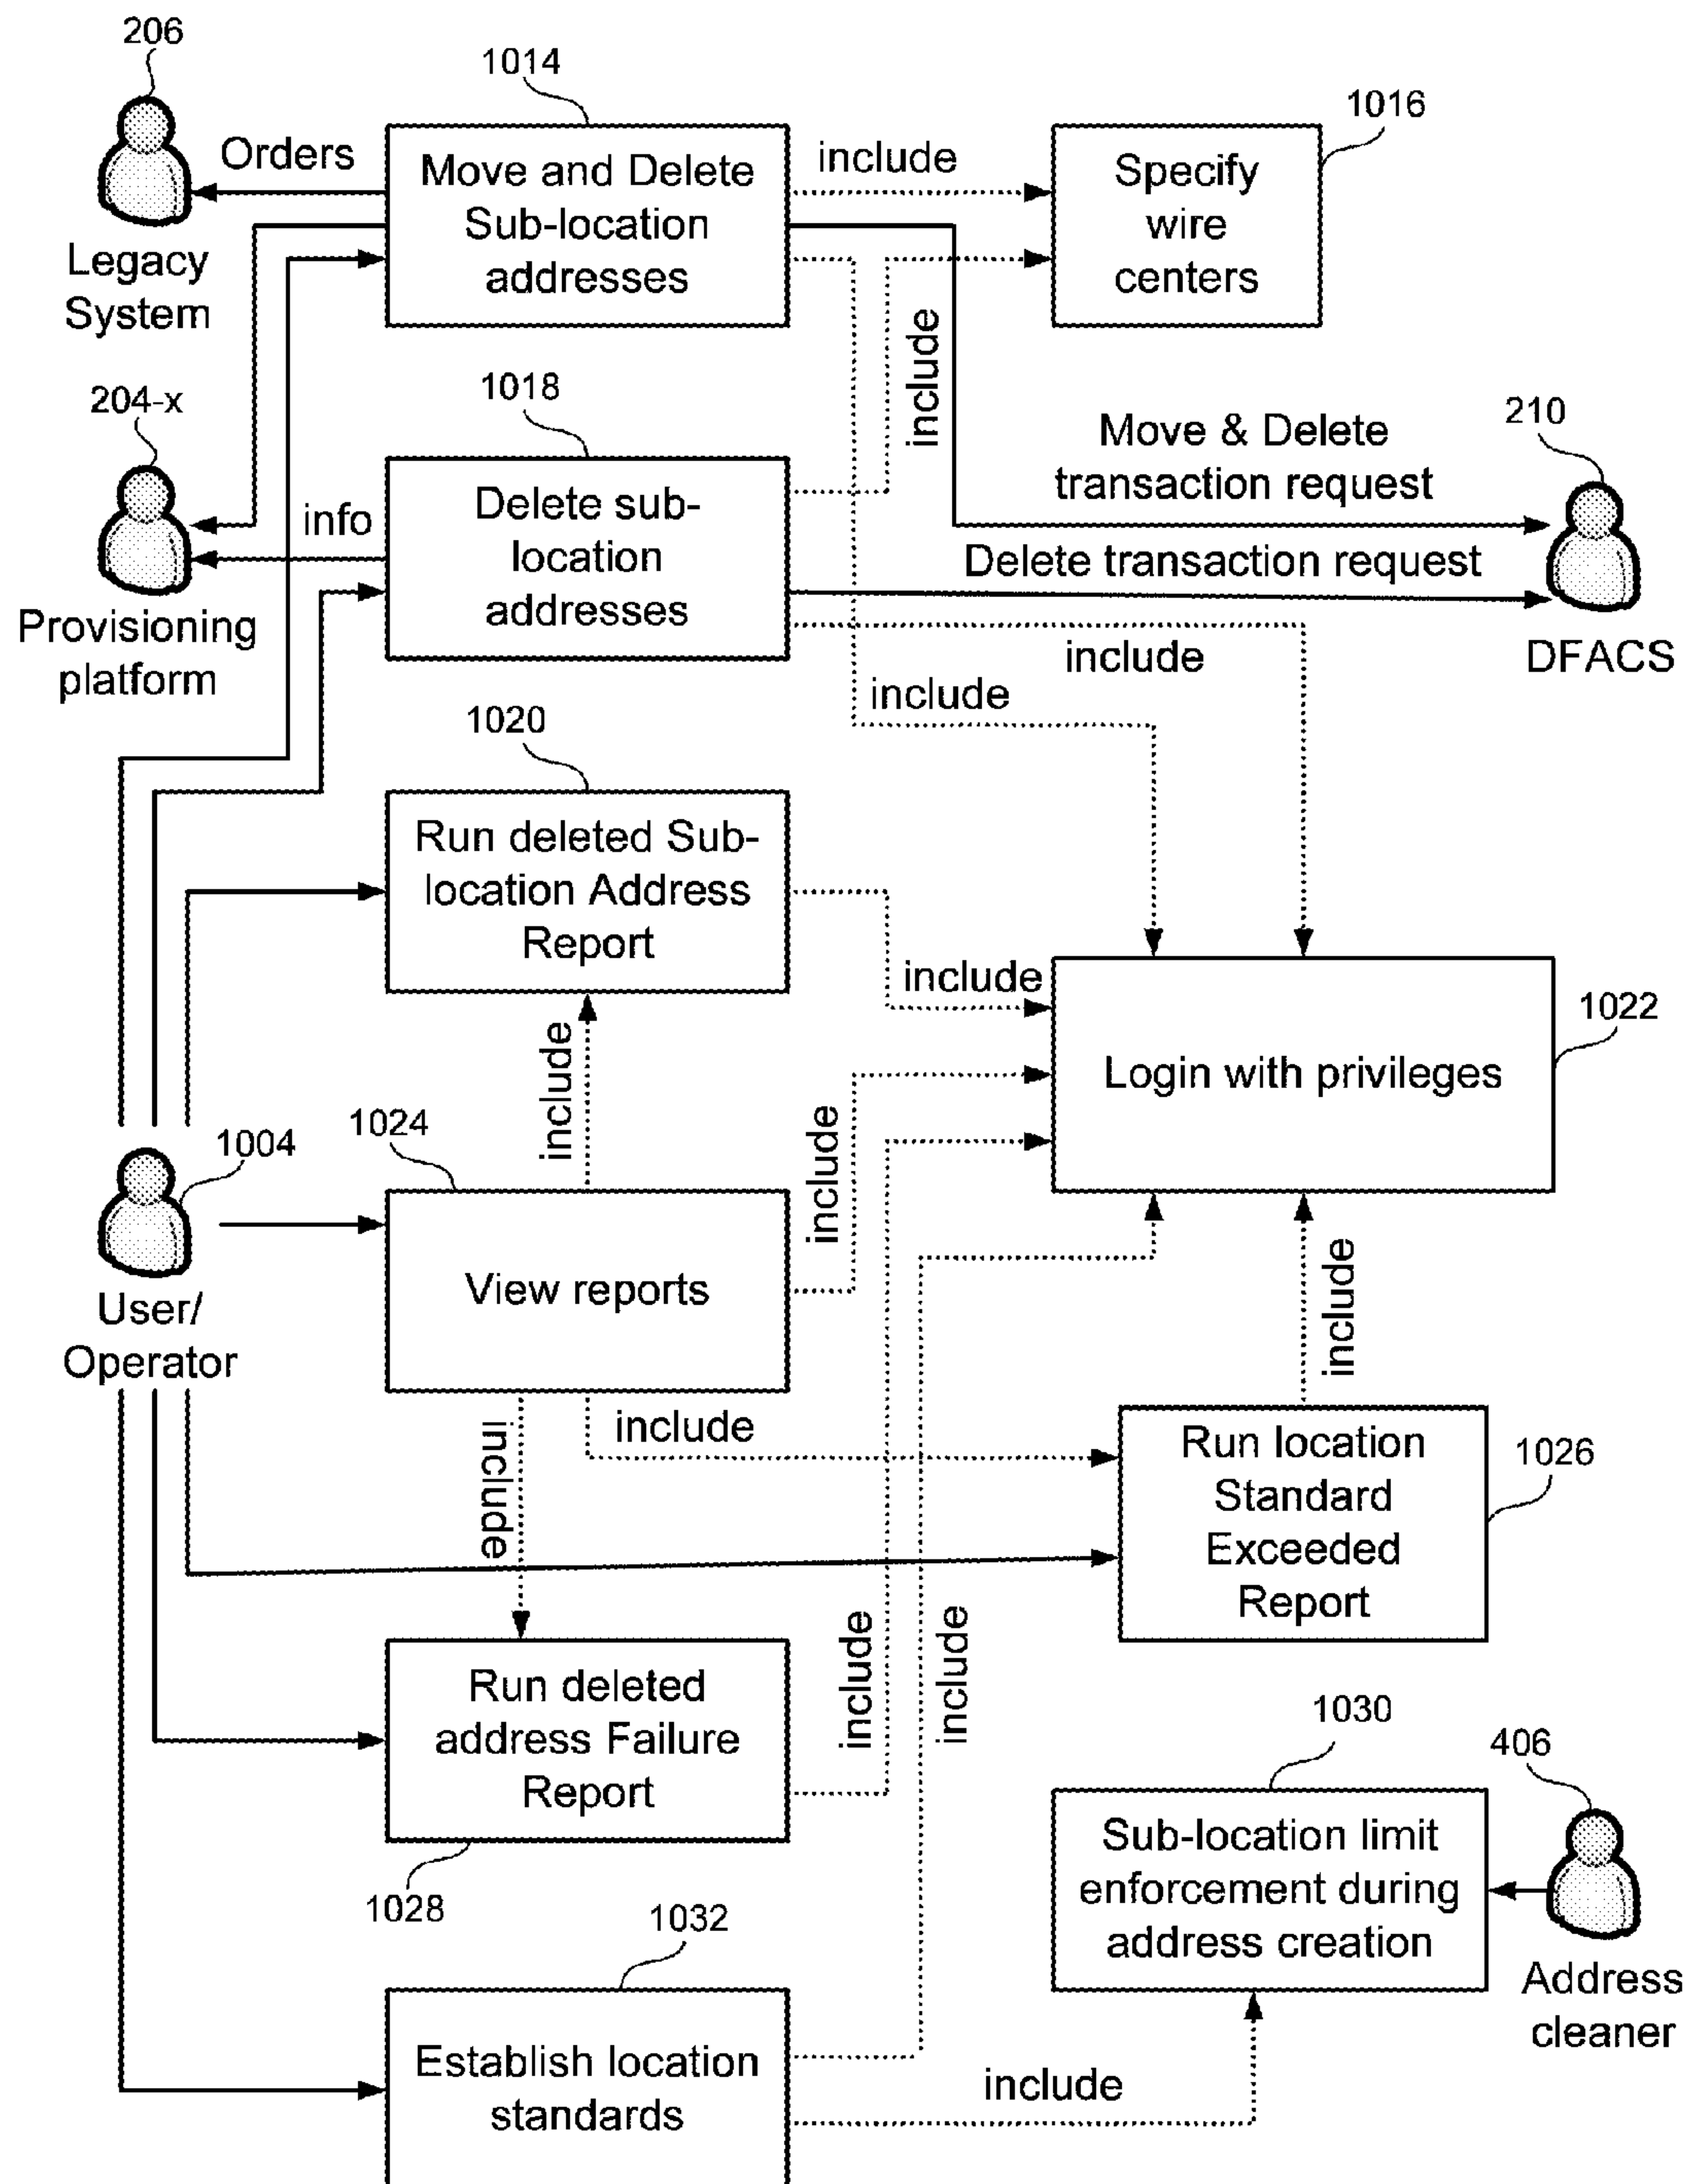 206
1014
1016
Orders
Move and Delete
Sub-location
addresses
include
Specify
wire
centers
Legacy
System
include
204-x
1018
210
Move & Delete
transaction request
info
Delete sub-
location
addresses
Delete transaction request
Provisioning
platform
include
DFACS
include
1020
Run deleted Sub-
location Address
Report
include
1022
Login with privileges
include
include
1024
1004
View reports
User/
Operator
include
include
include
Run location
Standard
Exceeded
Report
1026
include
include
include
Run deleted
address Failure
Report
1028
1030
406
Sub-location limit
enforcement during
address creation
Address
cleaner
1032
Establish location
standards
include